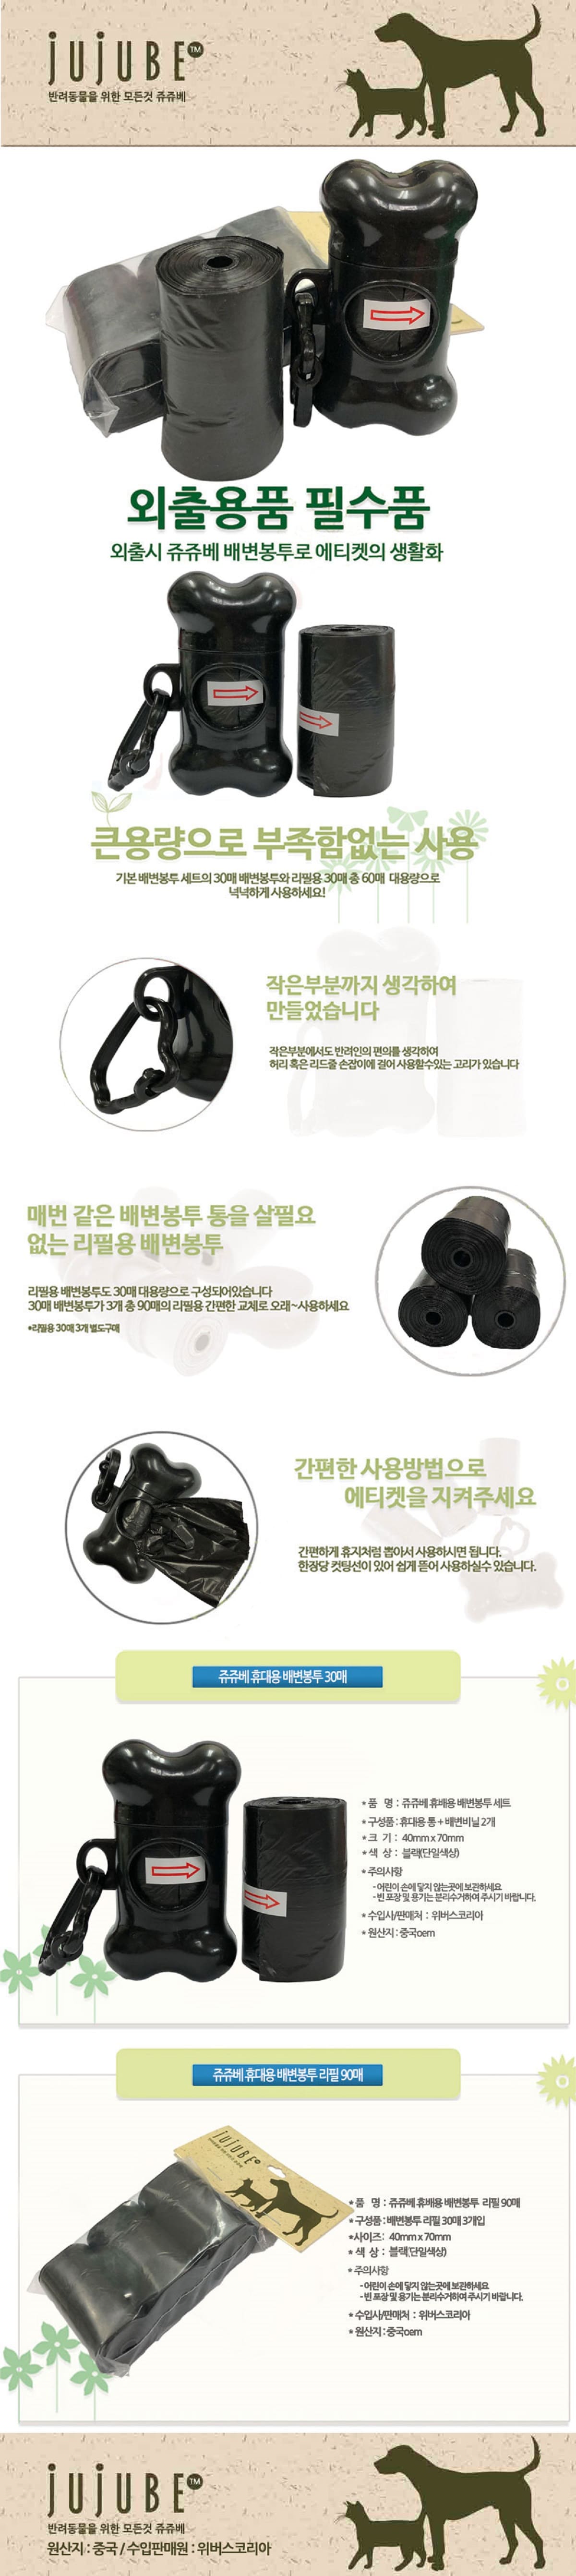 jUjUBE™
반려동물을 위한 모든것 쥬쥬베
외출용품 필수품
외출시 쥬쥬베 배변봉투로 에티켓의 생활화
큰용량으로 부족함없는 사용
기본 배변봉투 세트의 30매 배변봉투와 리필용 30매 총 60매 대용량으로
넉넉하게 사용하세요!
작은부분까지 생각하여
만들었습니다
작은부분에서도 반려인의 편의를 생각하여
허리 혹은 리드줄 손잡이에 걸어 사용할수있는 고리가 있습니다
매번 같은 배변봉투 통을 살필요
없는 리필용 배변봉투
리필용 배변봉투도 30매 대용량으로 구성되어있습니다
30매 배변봉투가 3개 총 90매의 리필용 간편한 교체로 오래~사용하세요
*리필용 30매 3개 별도구매
간편한 사용방법으로
에티켓을 지켜주세요
간편하게 휴지처럼 뽑아서 사용하시면 됩니다.
한장당 컷팅선이 있어 쉽게 뜯어 사용하실수 있습니다.
쥬쥬베 휴대용 배변봉투 30매
* 품 명 : 쥬쥬베 휴배용 배변봉투 세트
* 구성품 : 휴대용 통 + 배변비닐 2개
* 크 기 : 40mm x 70mm
* 색 상 : 블랙(단일색상)
* 주의사항
- 어린이 손에 닿지 않는곳에 보관하세요
- 빈 포장 및 용기는 분리수거하여 주시기 바랍니다.
* 수입사/판매처 : 위버스코리아
* 원산지 : 중국oem
쥬쥬베 휴대용 배변봉투 리필 90매
jUjUBE
* 품 명 : 쥬쥬베 휴배용 배변봉투 리필 90매
* 구성품 : 배변봉투 리필 30매 3개입
*사이즈: 40mm x 70mm
* 색 상 : 블랙(단일색상)
* 주의사항
- 어린이 손에 닿지 않는곳에 보관하세요
- 빈 포장 및 용기는 분리수거하여 주시기 바랍니다.
* 수입사/판매처 : 위버스코리아
* 원산지 : 중국oem
jUjUBE™
반려동물을 위한 모든것 쥬쥬베
원산지 : 중국 / 수입판매원 : 위버스코리아